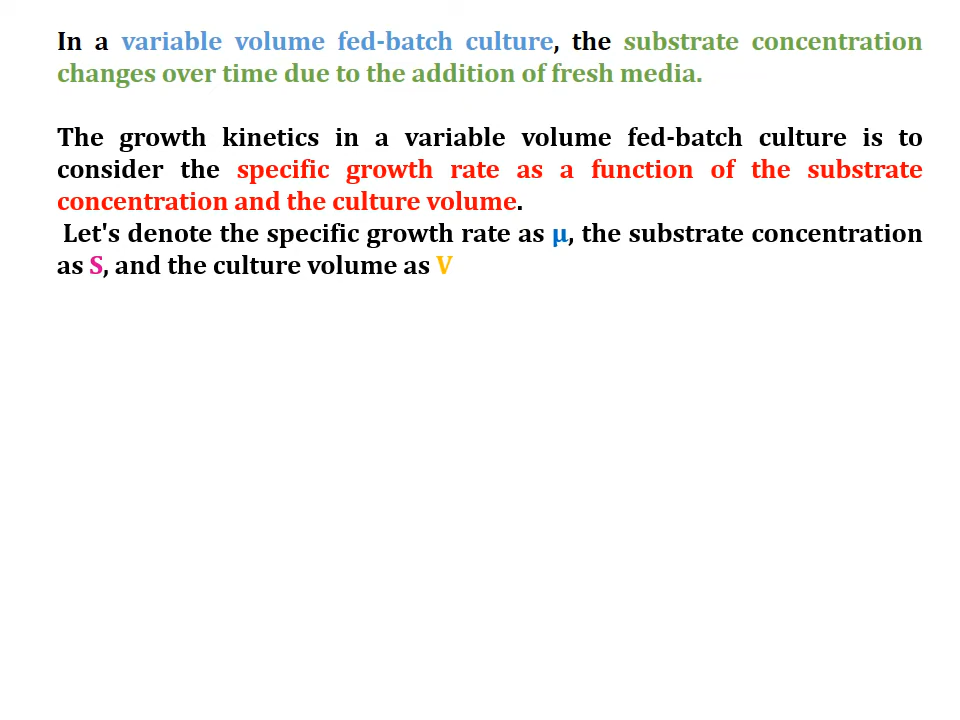 In a variable volume fed-batch culture, the substrate concentration
changes over time due to the addition of fresh media.
The growth kinetics in a variable volume fed-batch culture is to
consider the specific growth rate as a function of the substrate
concentration and the culture volume.
Let's denote the specific growth rate as μ, the substrate concentration
as S, and the culture volume as V